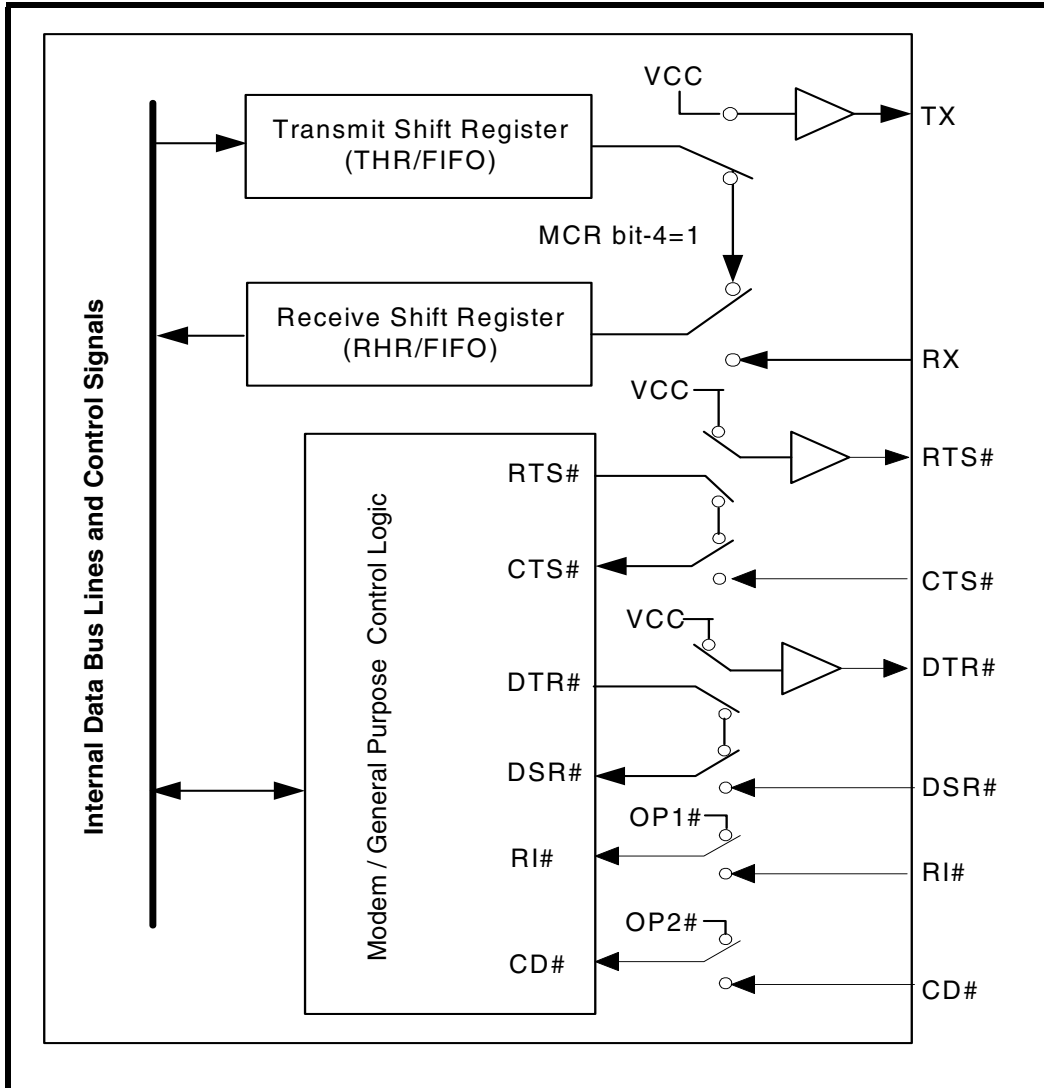 VCC
TX
Transmit Shift Register
(THR/FIFO)
MCR bit-4=1
Receive Shift Register
(RHR/FIFO)
RX
VCC
RTS#
RTS#
CTS#
CTS#
VCC
DTR#
DTR#
DSR#
DSR#
OP1#
RI#
RI#
OP2#
CD#
CD#
Internal Data Bus Lines and Control Signals
Modem / General Purpose Control Logic